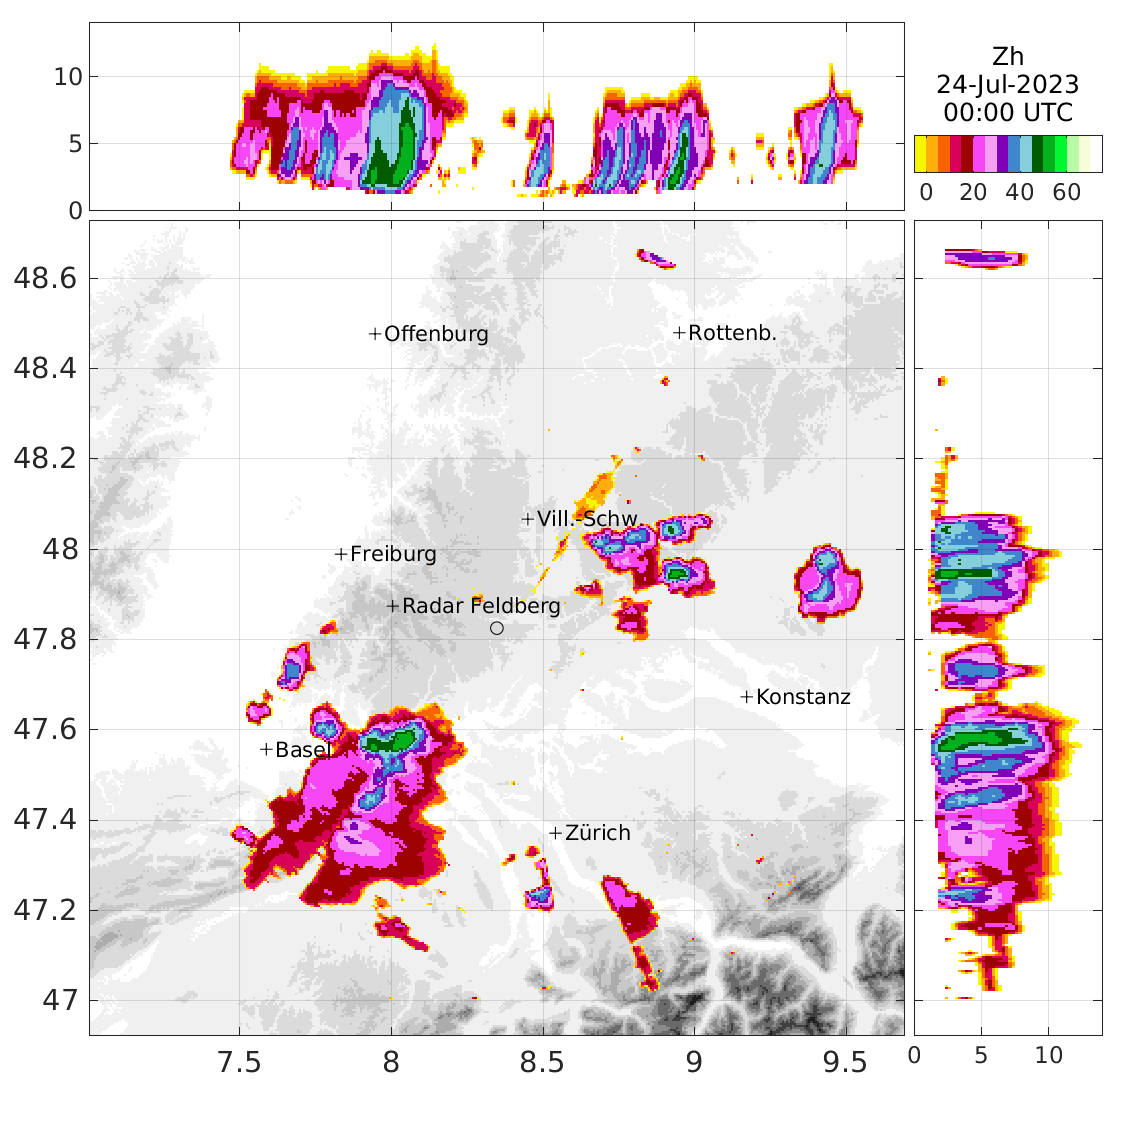 10
5
0
Zh
24-Jul-2023
00:00 UTC
0 20 40 60
48.6
48.4
48.2
48
47.8
47.6
47.4
47.2
47
Offenburg
Rottenb.
Vill.-Schw.
Freiburg
Radar Feldberg
Konstanz
Basel
Zürich
7.5 8 8.5 9 9.5
0 5 10